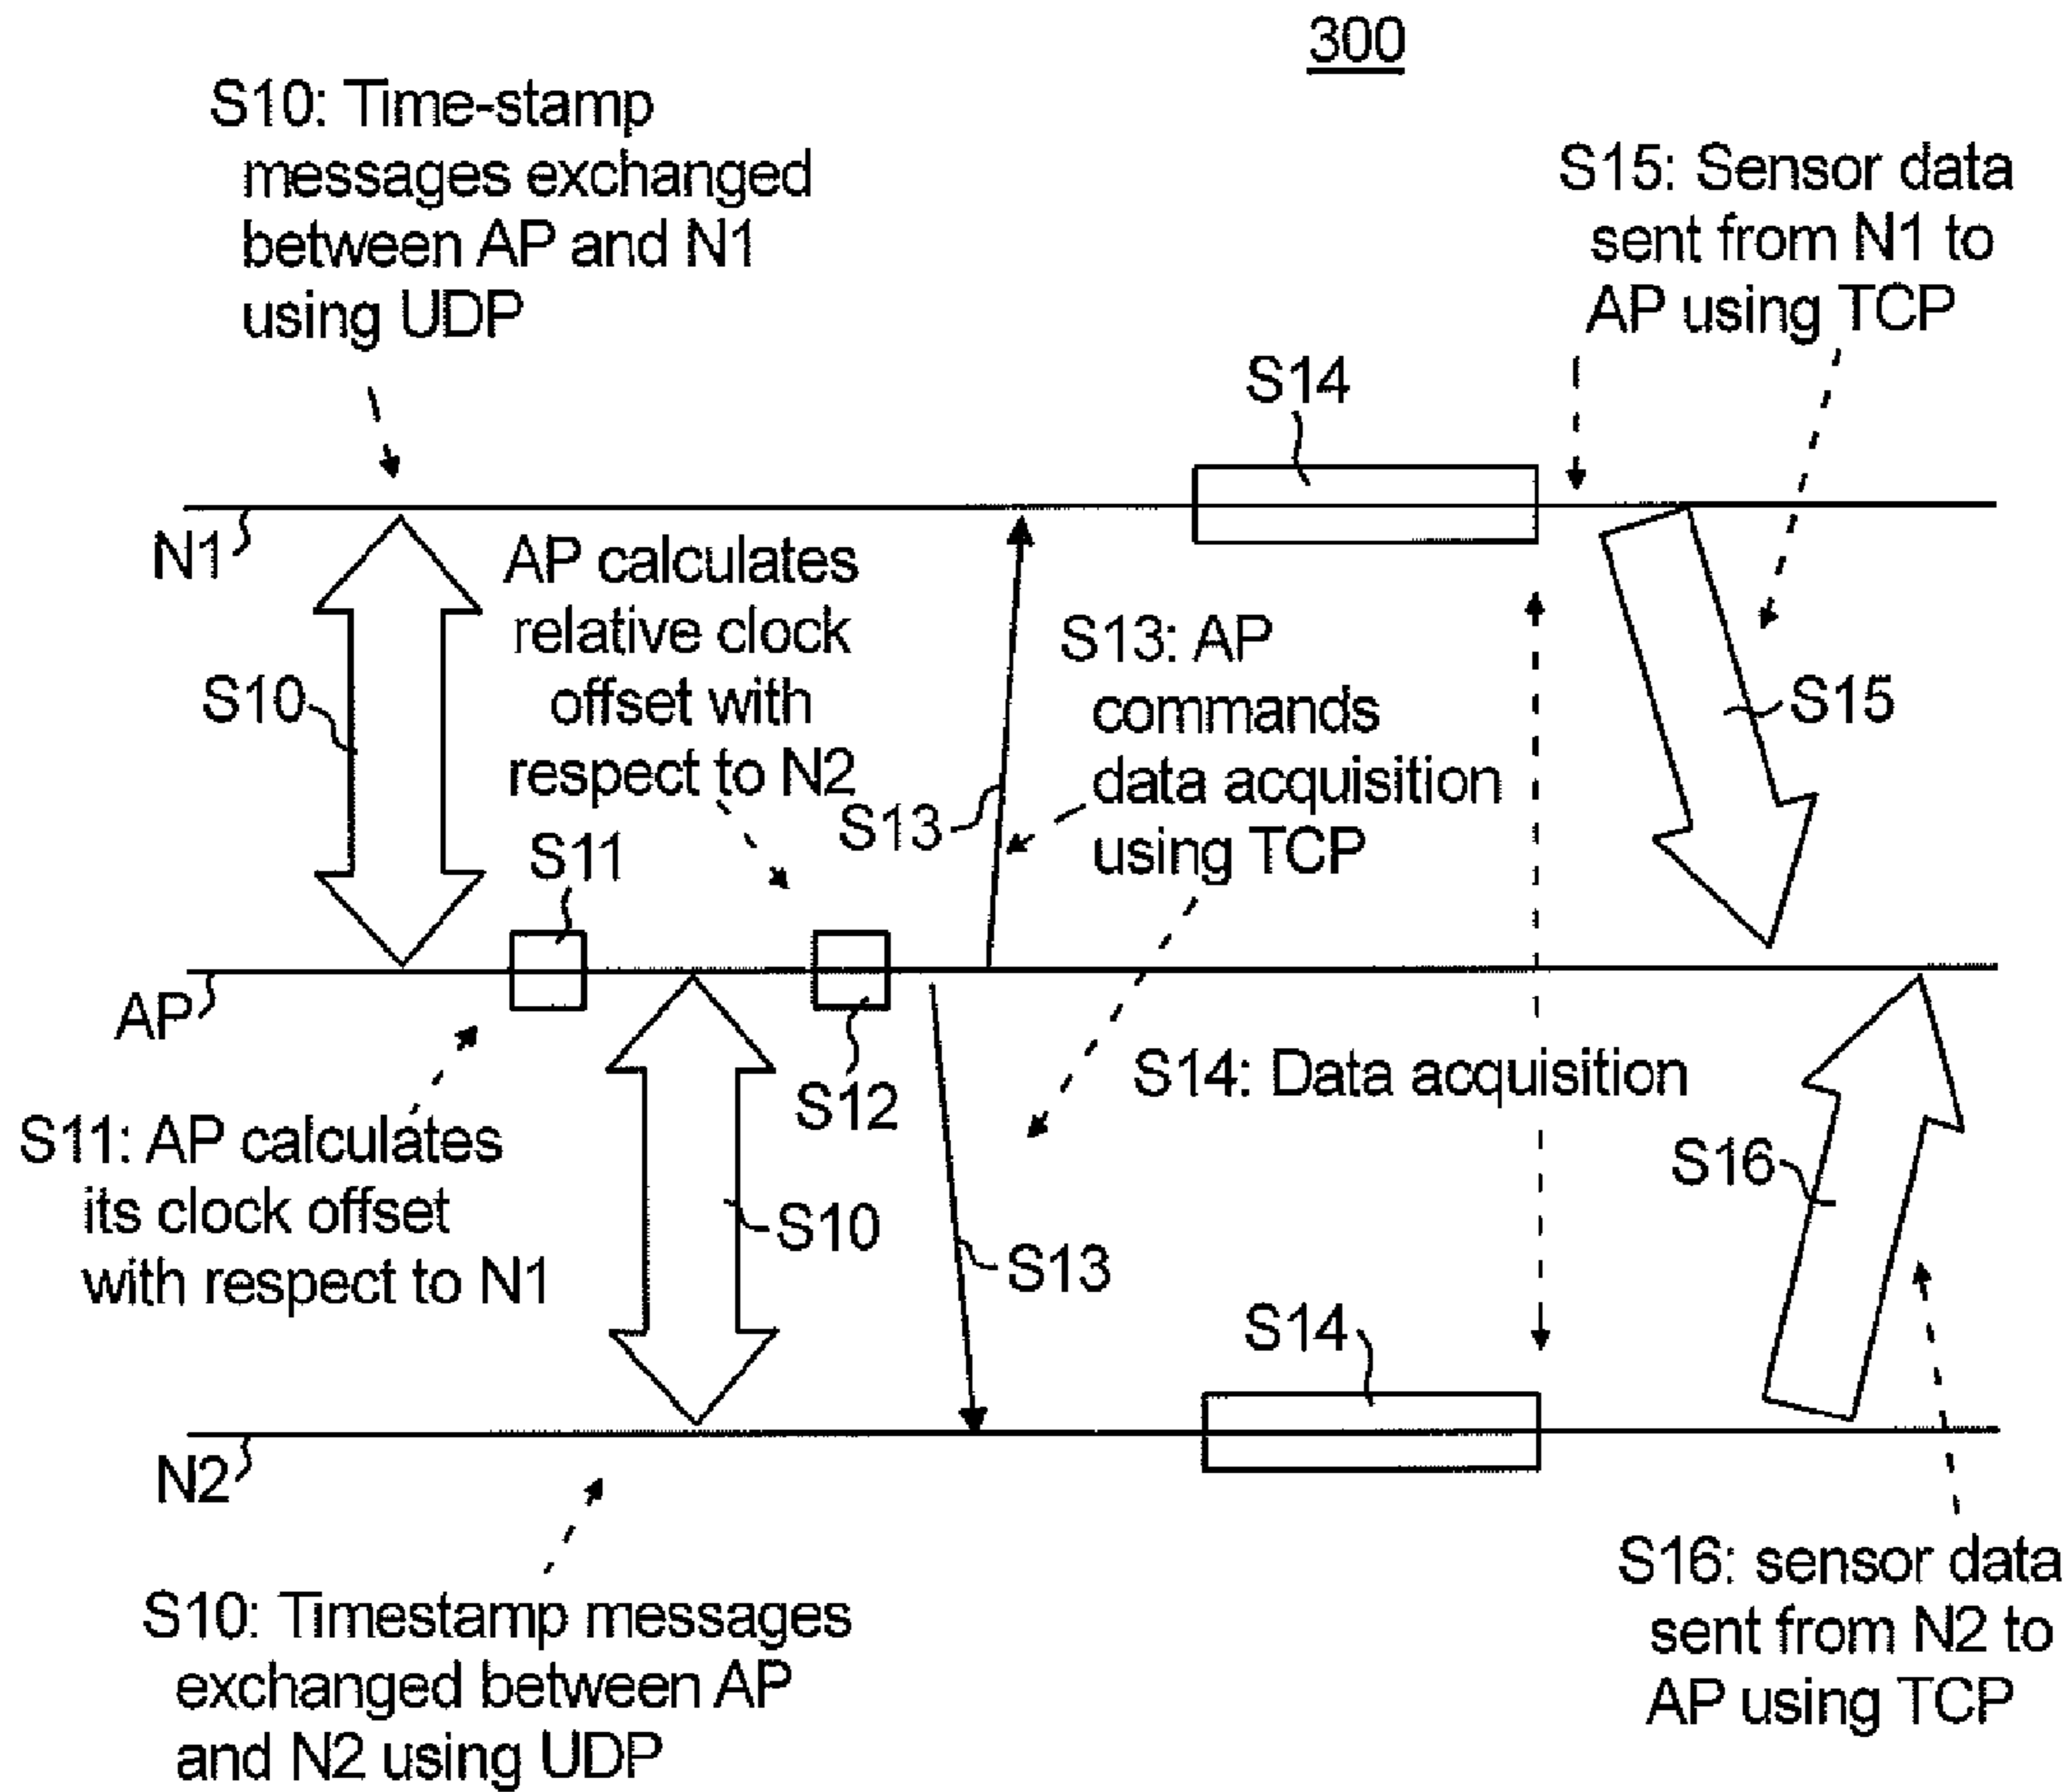 300
S10: Time-stamp
messages exchanged
between AP and N1
using UDP
S15: Sensor data
sent from N1 to
AP using TCP
S14
N1
AP calculates
relative clock
offset with
respect to N2
S13: AP
commands
data acquisition
using TCP
S10
S15
S13
S11
AP
S12
S14: Data acquisition
S11: AP calculates
its clock offset
with respect to N1
S10
S13
S16
S14
N2
S10: Timestamp messages
exchanged between AP
and N2 using UDP
S16: sensor data
sent from N2 to
AP using TCP